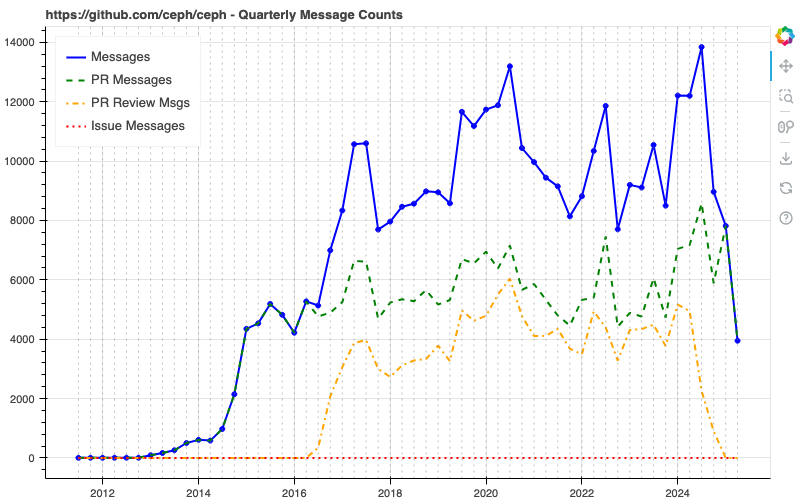 https://github.com/ceph/ceph - Quarterly Message Counts
Messages
PR Messages
PR Review Msgs
Issue Messages
14000
12000
10000
8000
6000
4000
2000
0
2012 2014 2016 2018 2020 2022 2024